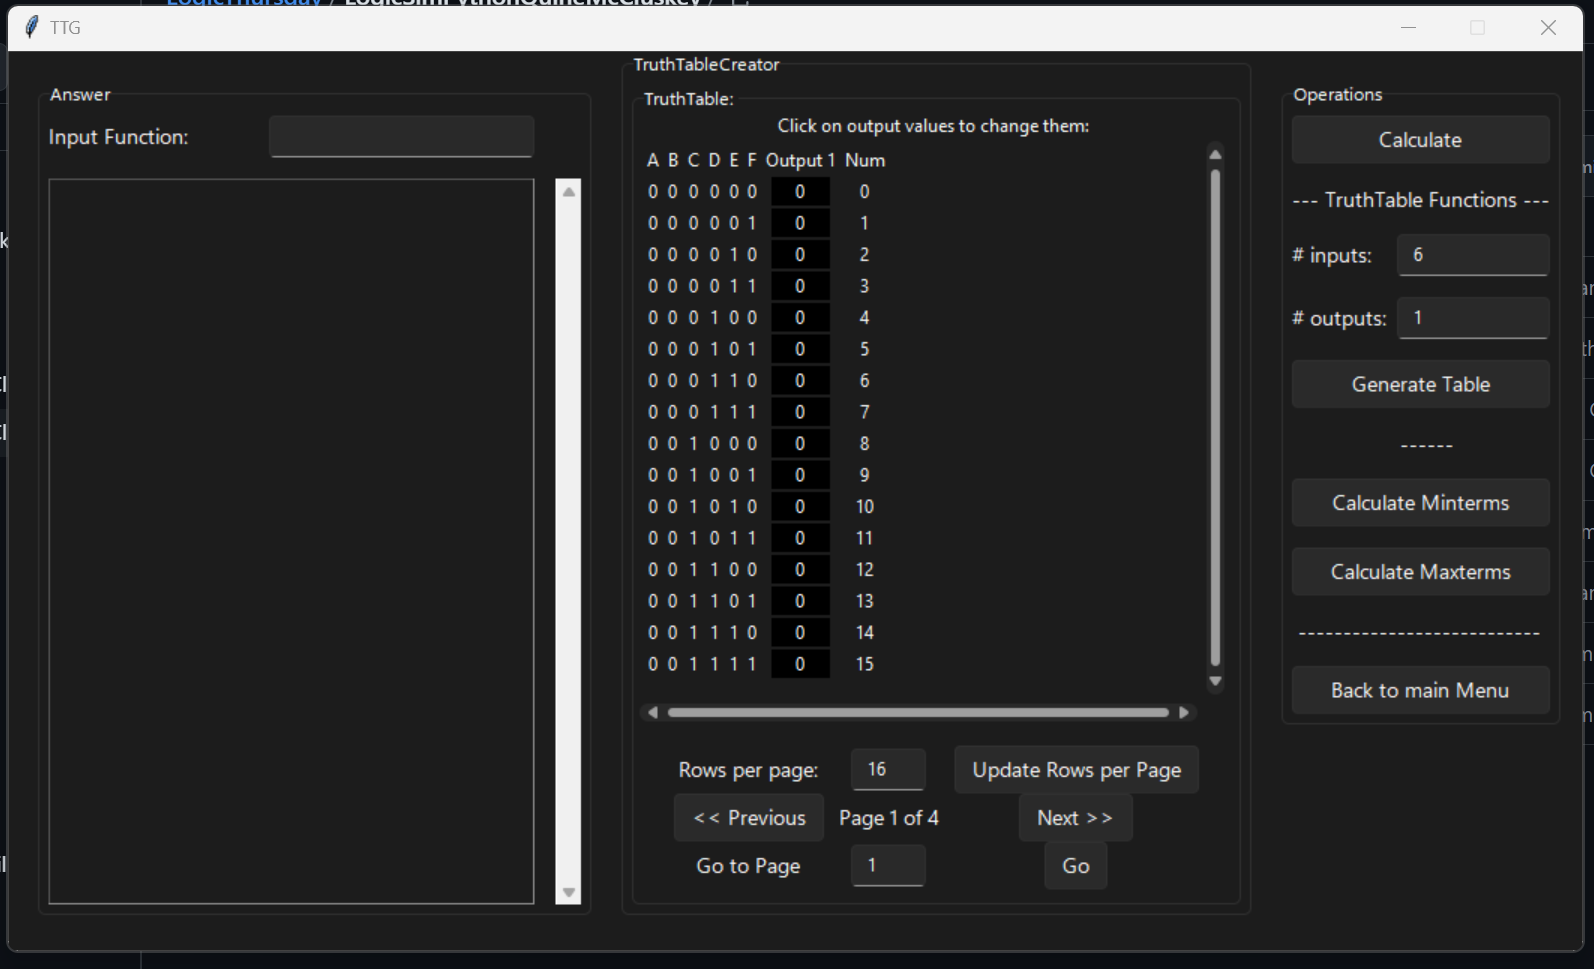 TTG
Answer
Input Function:
TruthTableCreator
TruthTable:
Click on output values to change them:
A B C D E F Output 1 Num
0 0 0 0 0 0 0 0
0 0 0 0 0 1 0 1
0 0 0 0 1 0 0 2
0 0 0 0 1 1 0 3
0 0 0 1 0 0 0 4
0 0 0 1 0 1 0 5
0 0 0 1 1 0 0 6
0 0 0 1 1 1 0 7
0 0 1 0 0 0 0 8
0 0 1 0 0 1 0 9
0 0 1 0 1 0 0 10
0 0 1 0 1 1 0 11
0 0 1 1 0 0 0 12
0 0 1 1 0 1 0 13
0 0 1 1 1 0 0 14
0 0 1 1 1 1 0 15
Rows per page: 16 Update Rows per Page
<< Previous Page 1 of 4 Next >>
Go to Page 1 Go
Operations
Calculate
--- TruthTable Functions ---
# inputs: 6
# outputs: 1
Generate Table
------
Calculate Minterms
Calculate Maxterms
---------------------------
Back to main Menu